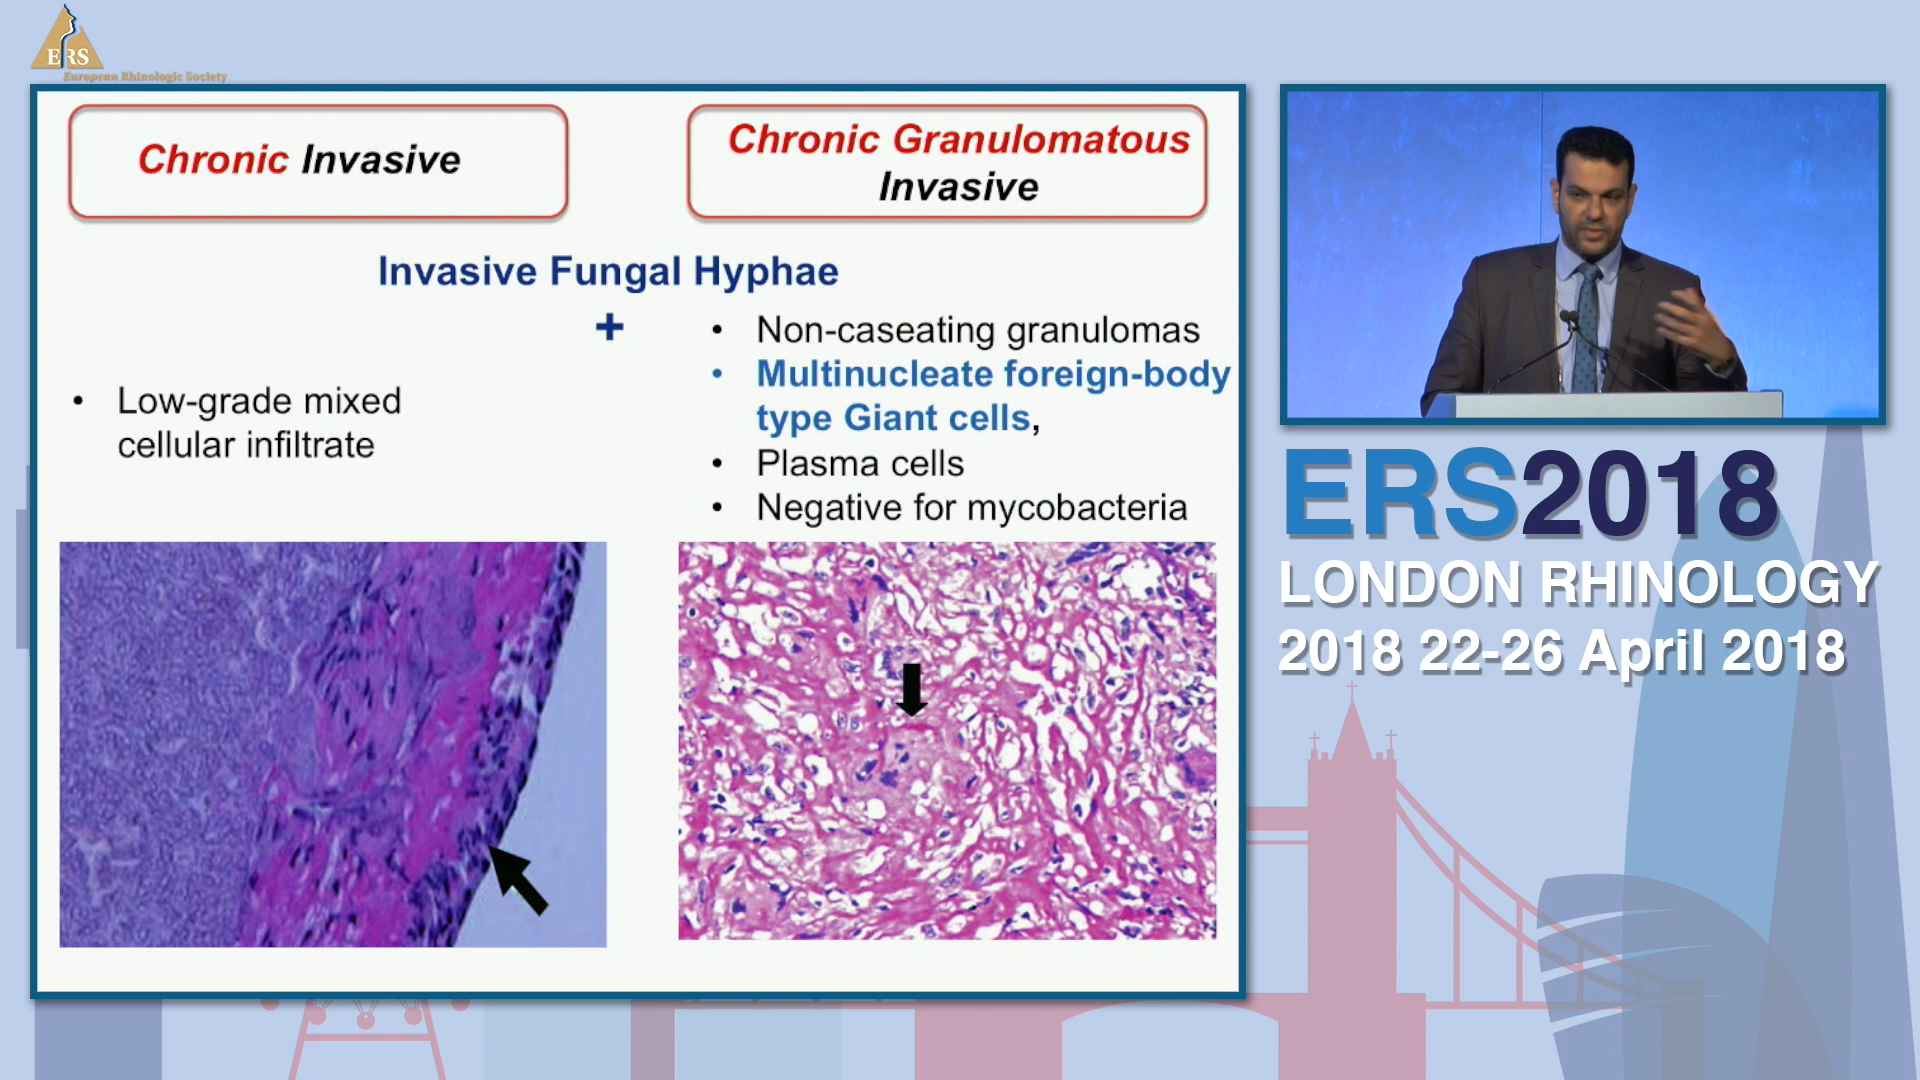 ERS
European Rhinologic Society
Chronic Invasive
Chronic Granulomatous
Invasive
Invasive Fungal Hyphae
+
• Low-grade mixed
cellular infiltrate
• Non-caseating granulomas
• Multinucleate foreign-body
type Giant cells,
• Plasma cells
• Negative for mycobacteria
ERS2018
LONDON RHINOLOGY
2018 22-26 April 2018